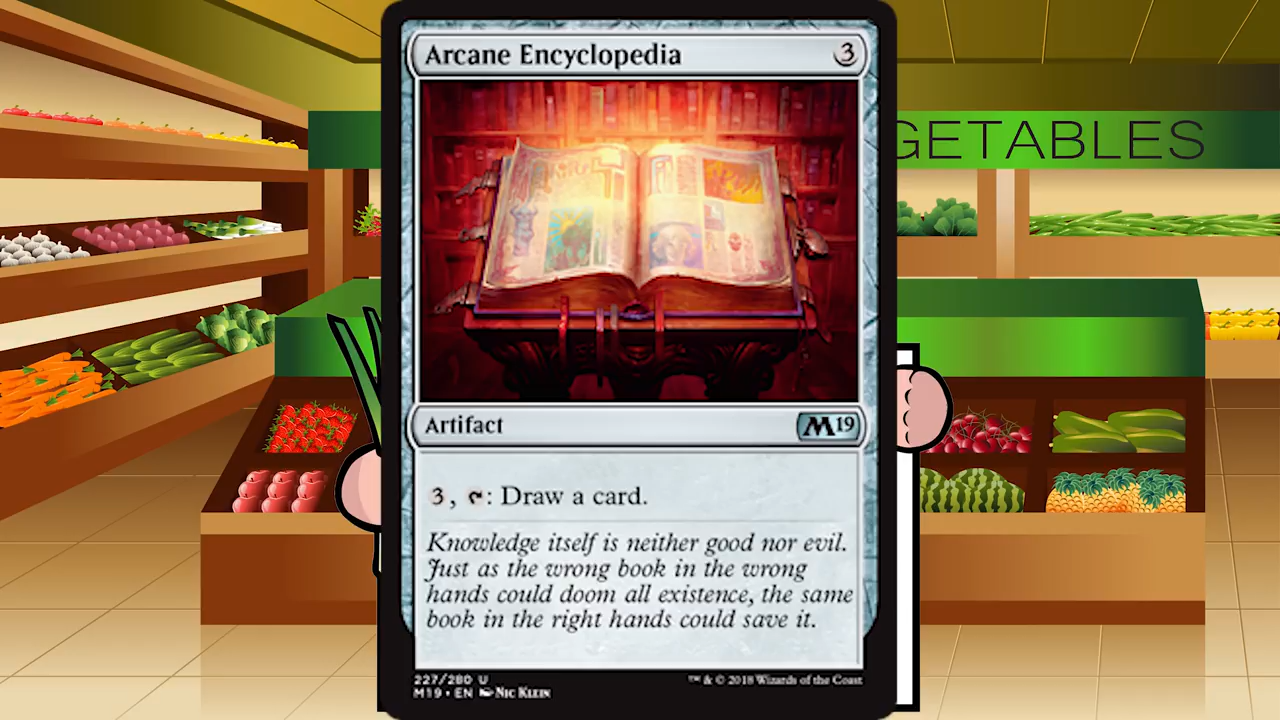 Arcane Encyclopedia 3
GETABLES
Artifact M19
3, : Draw a card.
Knowledge itself is neither good nor evil.
Just as the wrong book in the wrong
hands could doom all existence, the same
book in the right hands could save it.
227/280 U
™ & © 2018 Wizards of the Coast
M19 • EN Nic Klein